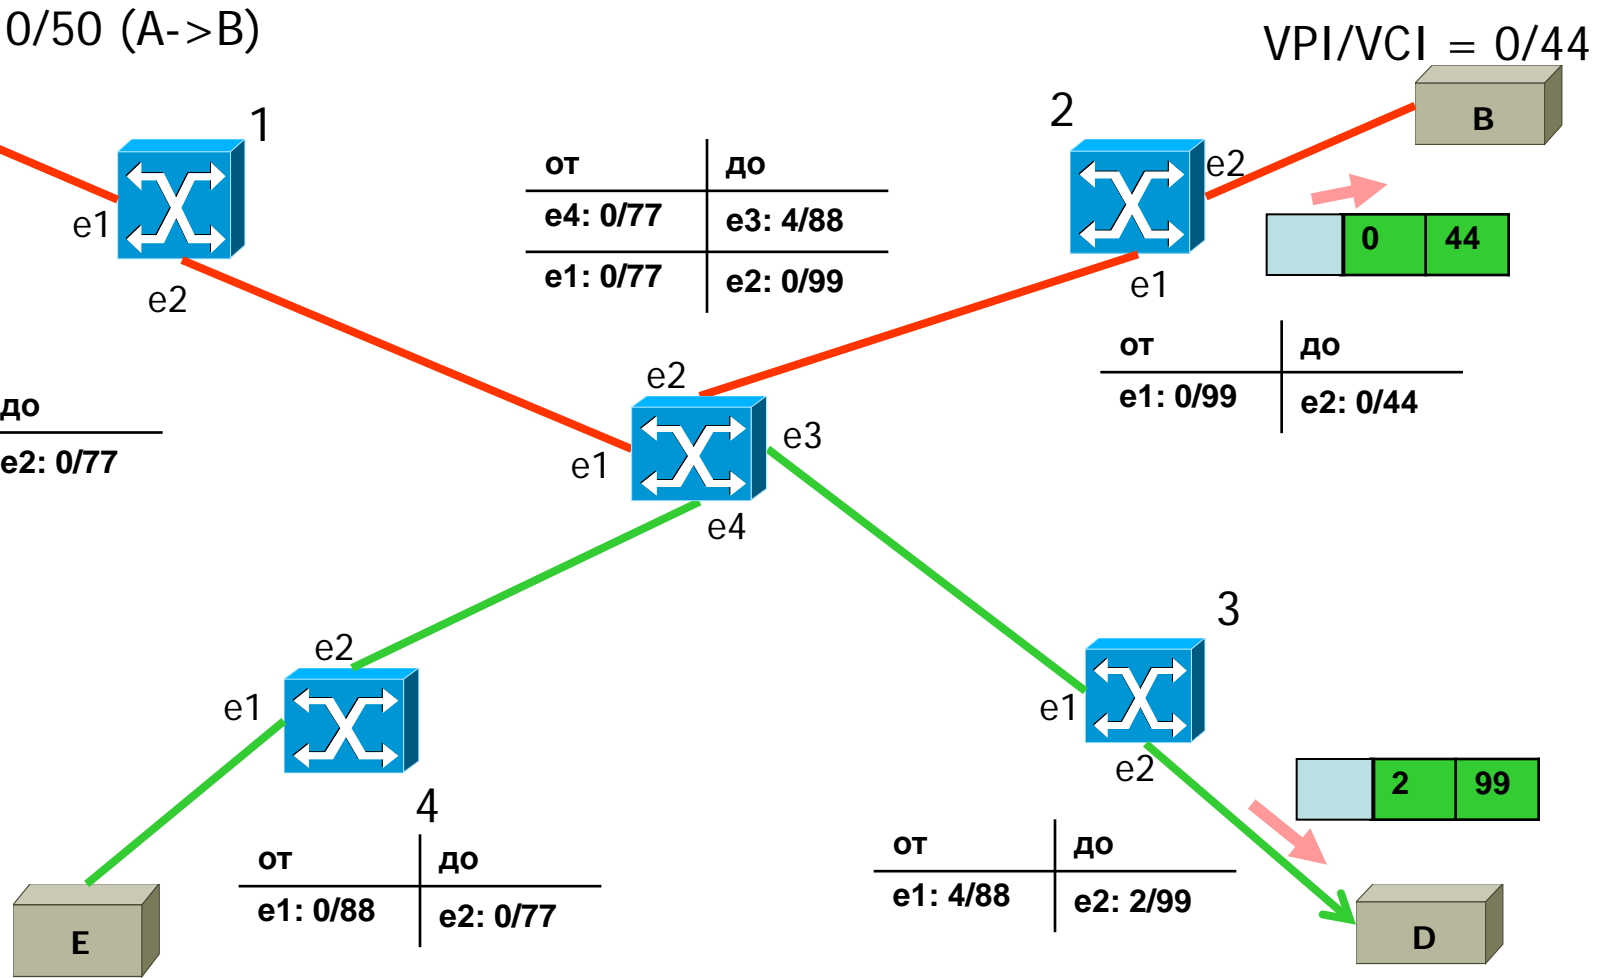 0/50 (A->B)
VPI/VCI = 0/44
B
1
2
e1
e2
e2
e1
от до
e4: 0/77 e3: 4/88
e1: 0/77 e2: 0/99
0 44
от до
e1: 0/99 e2: 0/44
до
e2: 0/77
e2
e1
e3
e4
3
e2
e1
e1
e2
4
2 99
от до
e1: 0/88 e2: 0/77
от до
e1: 4/88 e2: 2/99
E
D